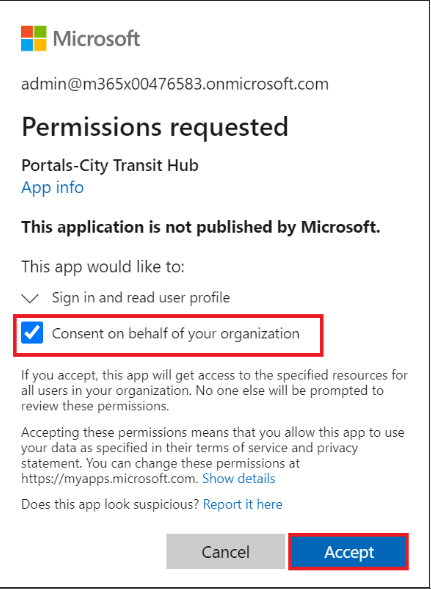 Microsoft
admin@m365x00476583.onmicrosoft.com
Permissions requested
Portals-City Transit Hub
App info
This application is not published by Microsoft.
This app would like to:
Sign in and read user profile
Consent on behalf of your organization
If you accept, this app will get access to the specified resources for
all users in your organization. No one else will be prompted to
review these permissions.
Accepting these permissions means that you allow this app to use
your data as specified in their terms of service and privacy
statement. You can change these permissions at
https://myapps.microsoft.com. Show details
Does this app look suspicious? Report it here
Cancel
Accept